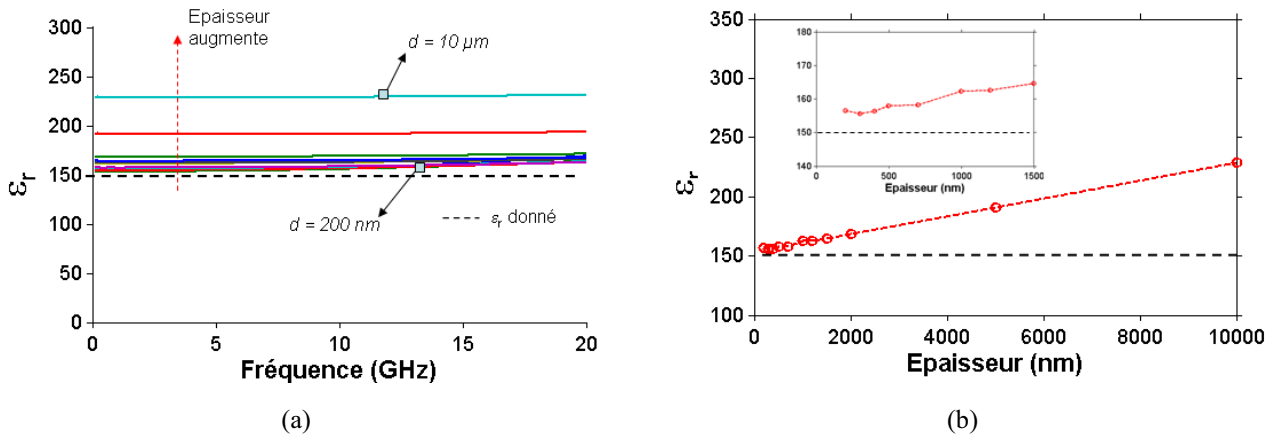 Epaisseur
augmente
d = 10 µm
300
250
200
150
100
50
0
εr
d = 200 nm
εr donné
0 5 10 15 20
Fréquence (GHz)
(a)
350
300
250
200
150
100
εr
180
170
160
150
140
0 500 1000 1500
Epaisseur (nm)
0 2000 4000 6000 8000 10000
Epaisseur (nm)
(b)